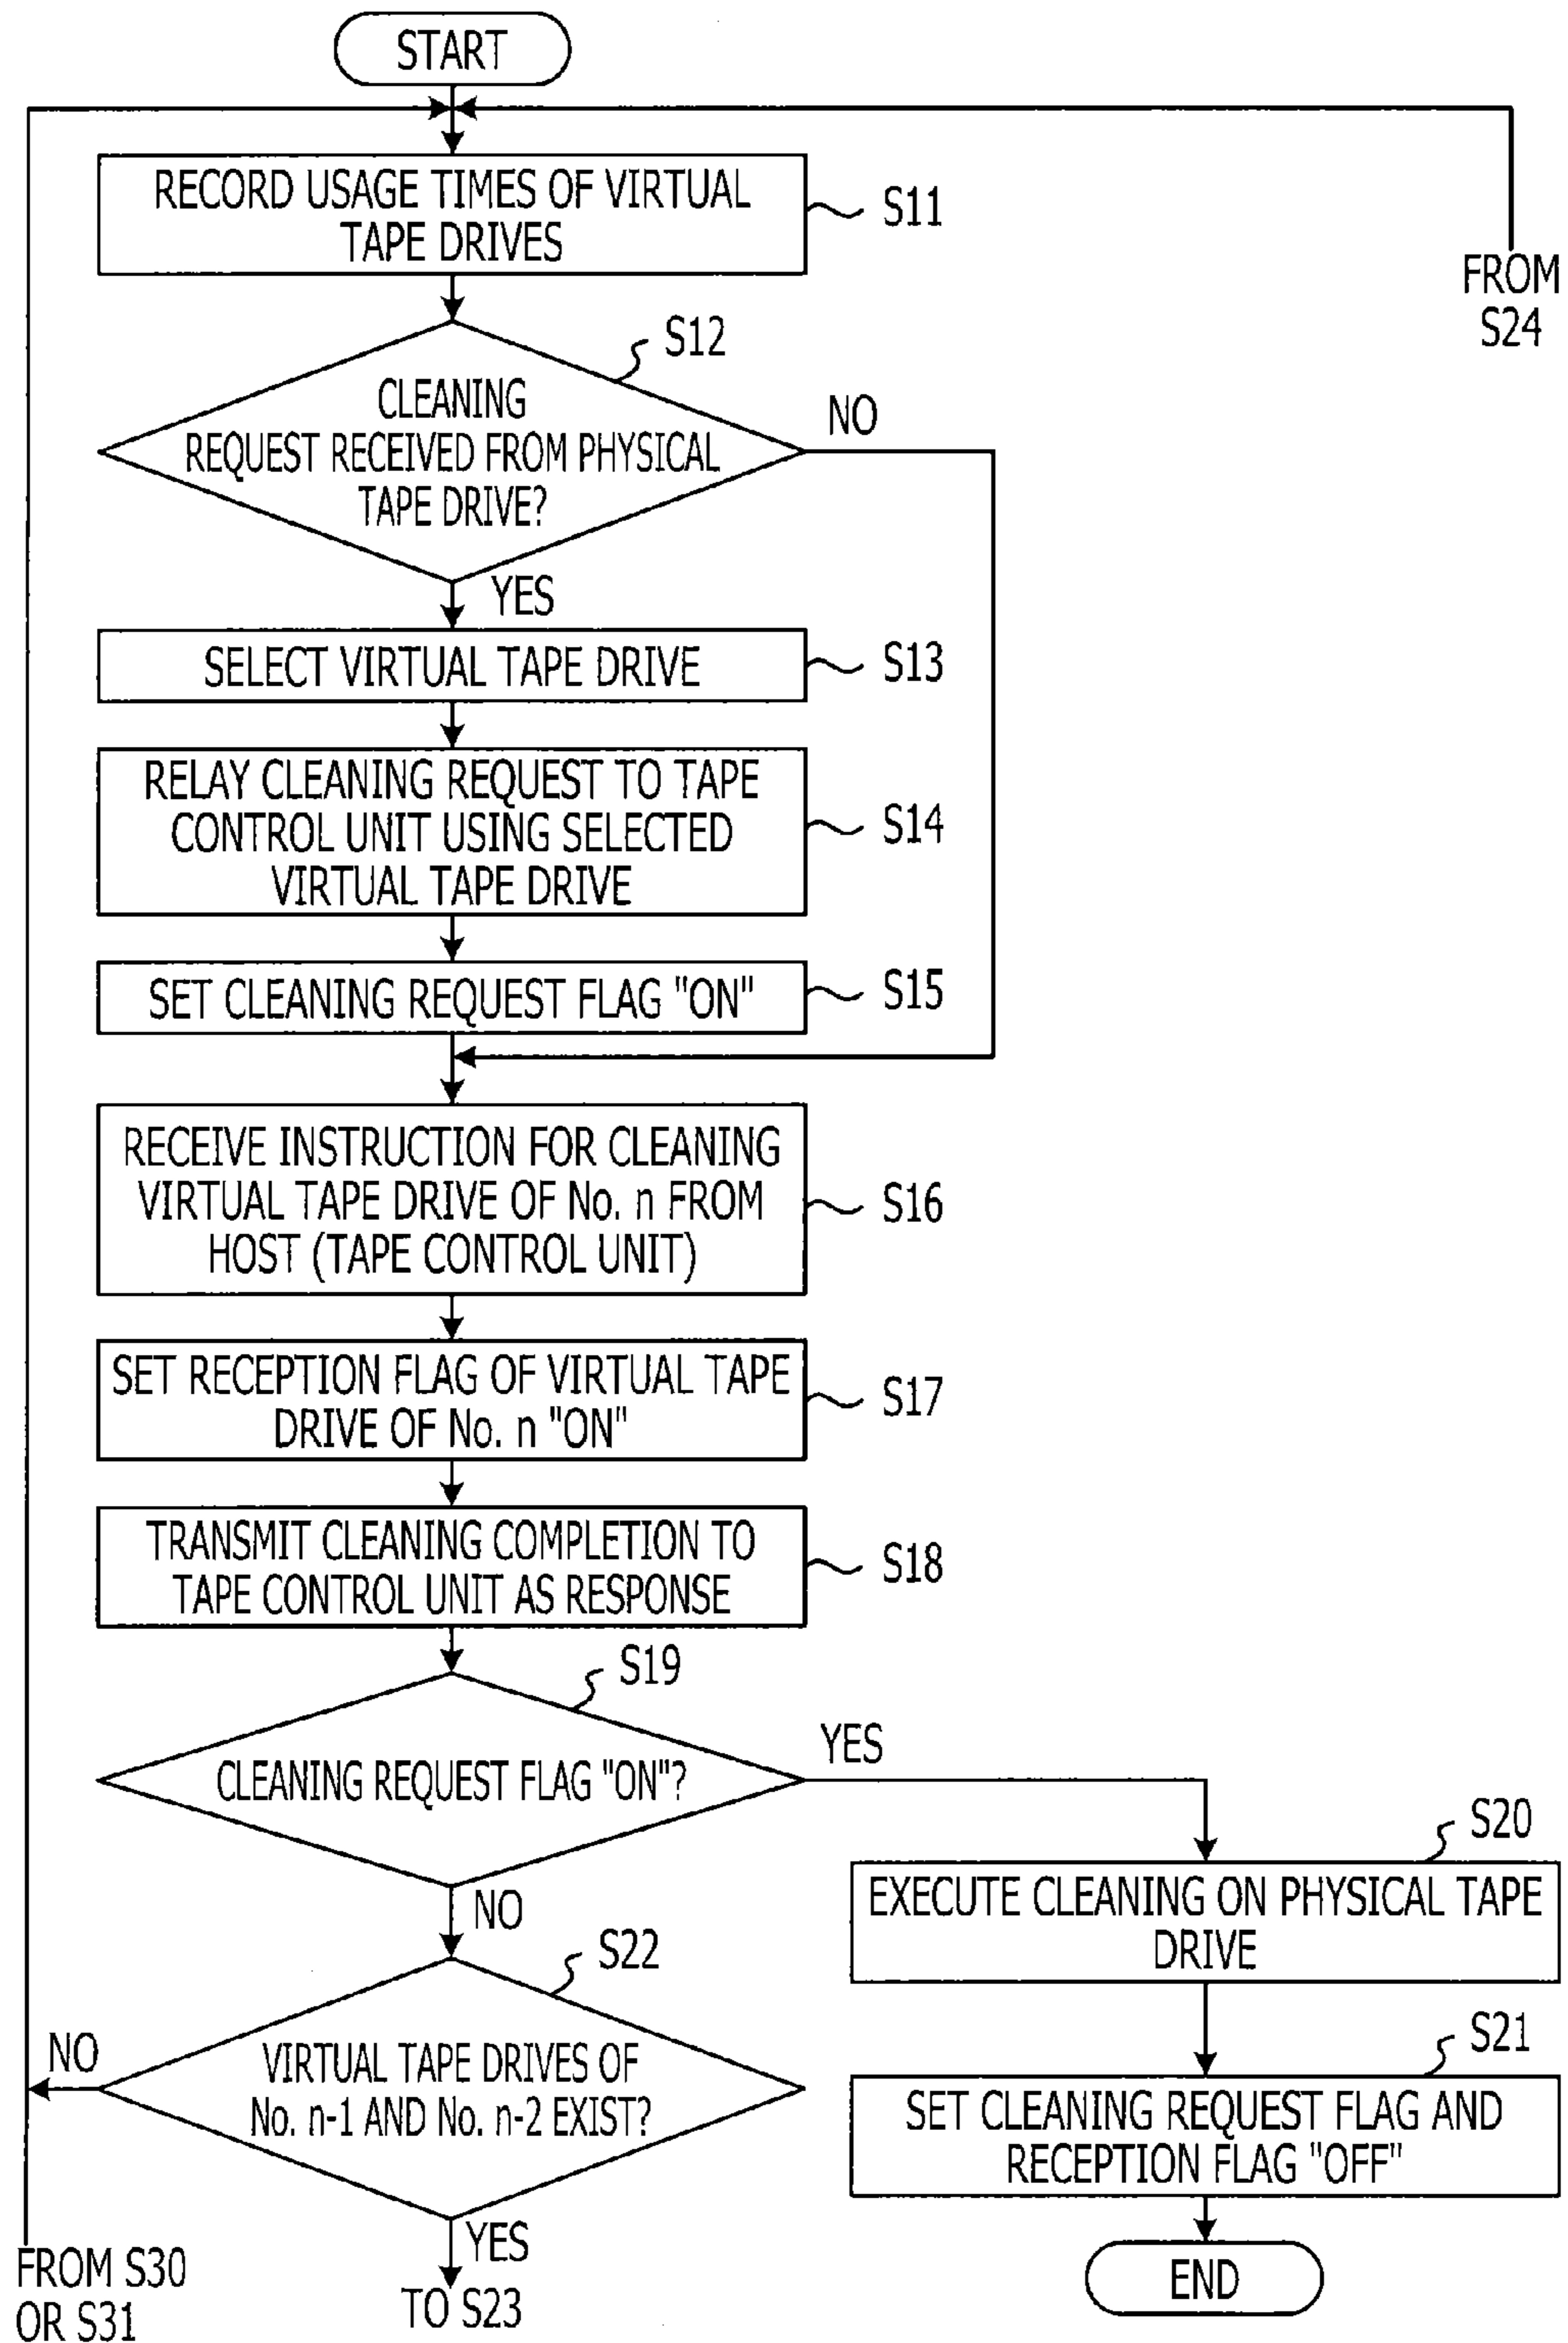 START
RECORD USAGE TIMES OF VIRTUAL
TAPE DRIVES
S11
FROM
S24
S12
CLEANING
REQUEST RECEIVED FROM PHYSICAL
TAPE DRIVE?
NO
YES
SELECT VIRTUAL TAPE DRIVE
S13
RELAY CLEANING REQUEST TO TAPE
CONTROL UNIT USING SELECTED
VIRTUAL TAPE DRIVE
S14
SET CLEANING REQUEST FLAG "ON"
S15
RECEIVE INSTRUCTION FOR CLEANING
VIRTUAL TAPE DRIVE OF No. n FROM
HOST (TAPE CONTROL UNIT)
S16
SET RECEPTION FLAG OF VIRTUAL TAPE
DRIVE OF No. n "ON"
S17
TRANSMIT CLEANING COMPLETION TO
TAPE CONTROL UNIT AS RESPONSE
S18
S19
CLEANING REQUEST FLAG "ON"?
YES
NO
S20
EXECUTE CLEANING ON PHYSICAL TAPE
DRIVE
S22
VIRTUAL TAPE DRIVES OF
No. n-1 AND No. n-2 EXIST?
NO
YES
S21
SET CLEANING REQUEST FLAG AND
RECEPTION FLAG "OFF"
END
FROM S30
OR S31
TO S23